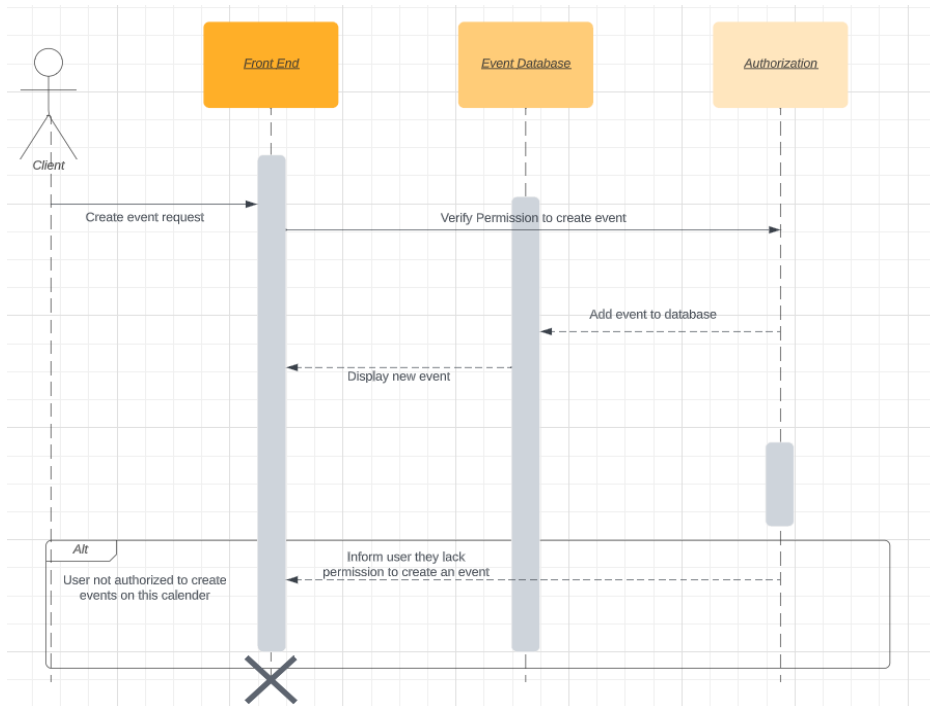 Front End
Event Database
Authorization
Client
Create event request
Verify Permission to create event
Add event to database
Display new event
Alt
User not authorized to create
events on this calender
Inform user they lack
permission to create an event